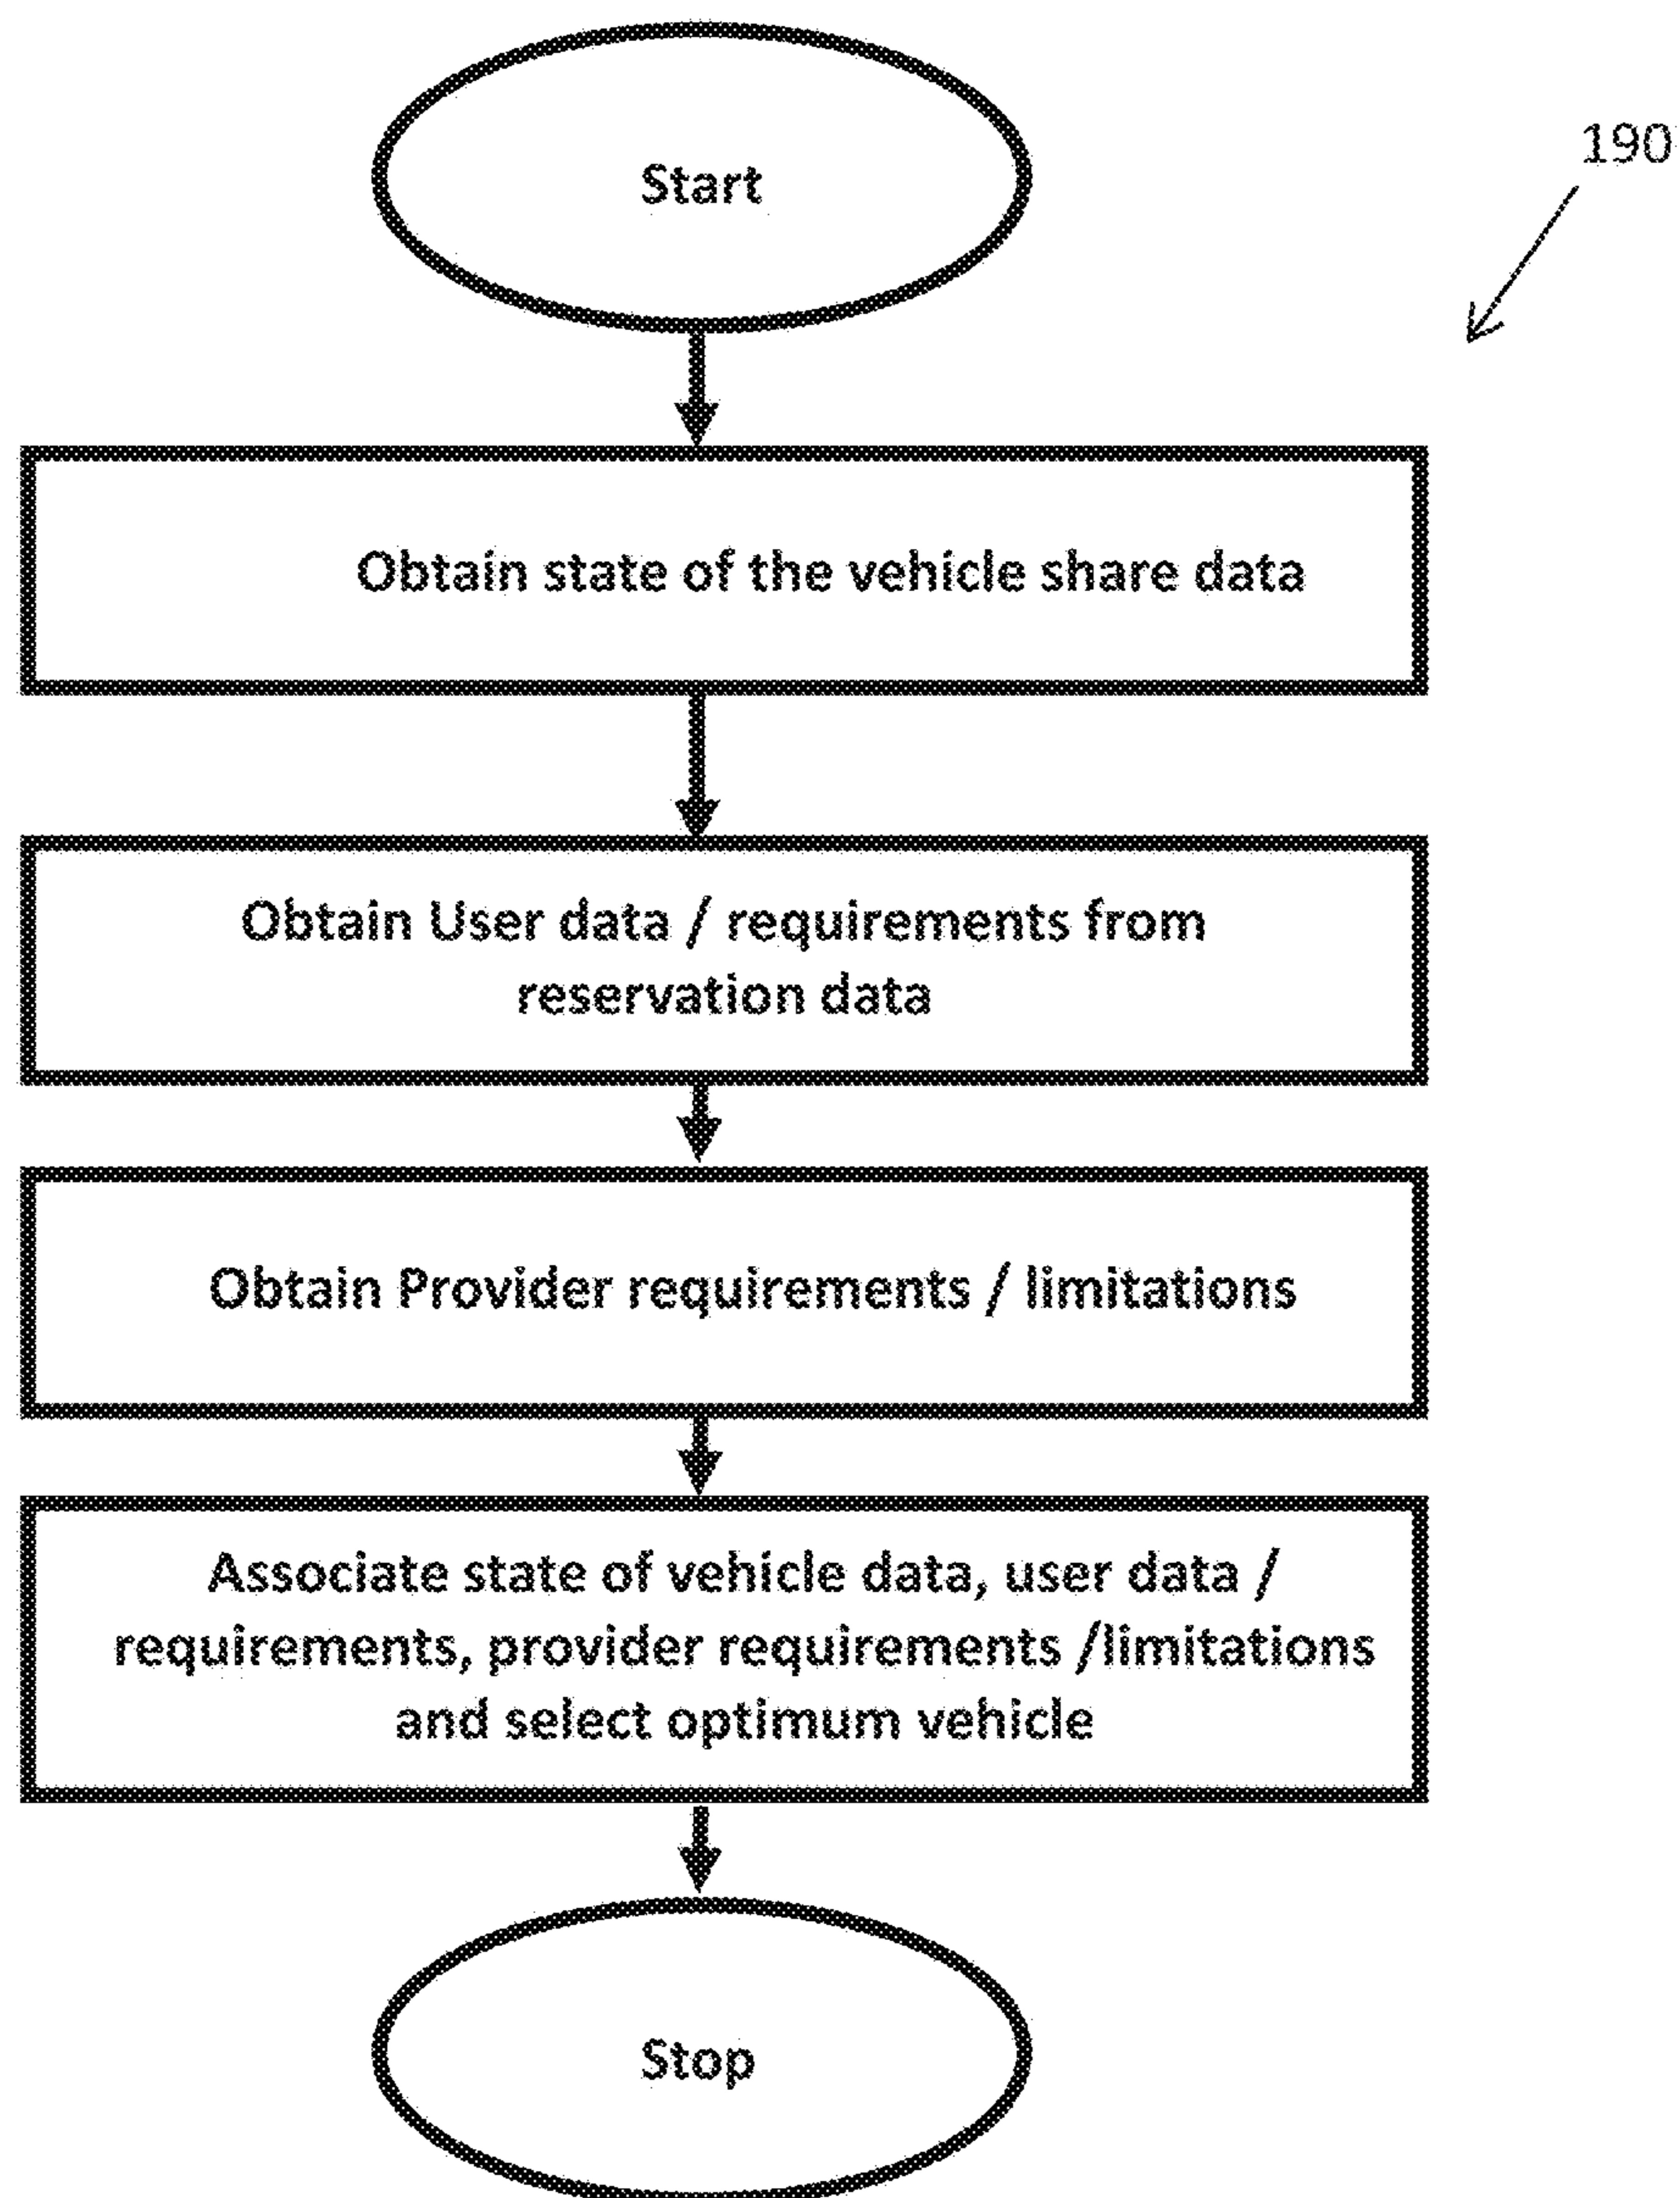 Start
190
Obtain state of the vehicle share data
Obtain User data / requirements from
reservation data
Obtain Provider requirements / limitations
Associate state of vehicle data, user data /
requirements, provider requirements /limitations
and select optimum vehicle
Stop